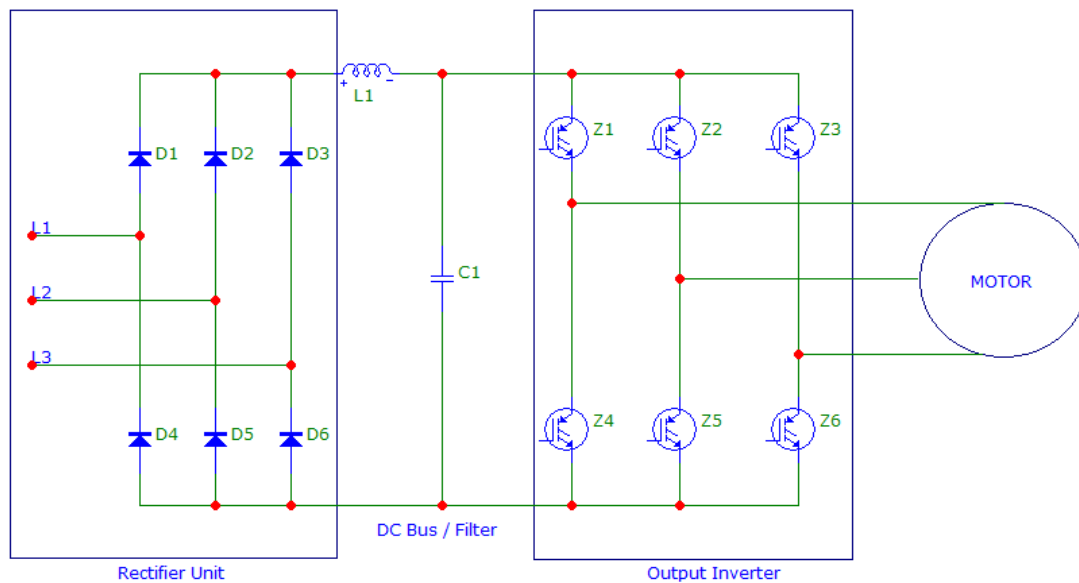 L1
Z1
Z2
Z3
D1
D2
D3
L1
L2
C1
MOTOR
L3
Z4
Z5
Z6
D4
D5
D6
DC Bus / Filter
Rectifier Unit
Output Inverter